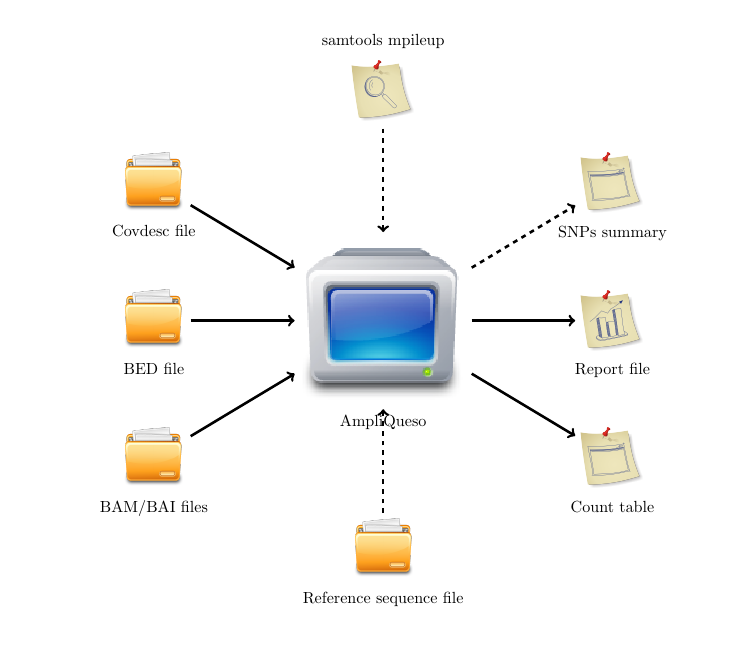 samtools mpileup
Covdesc file
SNPs summary
BED file
Report file
AmpliQueso
BAM/BAI files
Count table
Reference sequence file